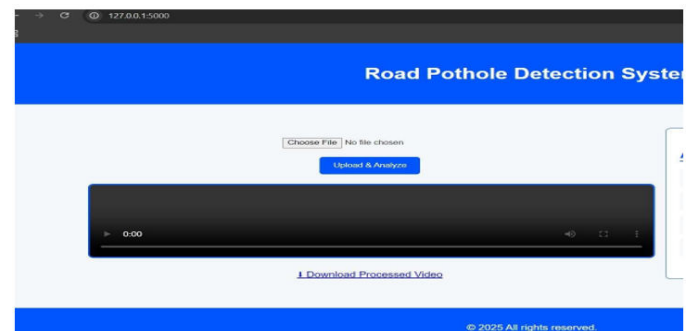 127.0.0.1:5000
Road Pothole Detection Syste
Choose File No file chosen
Upload & Analyze
0:00
⭳ Download Processed Video
© 2025 All rights reserved.